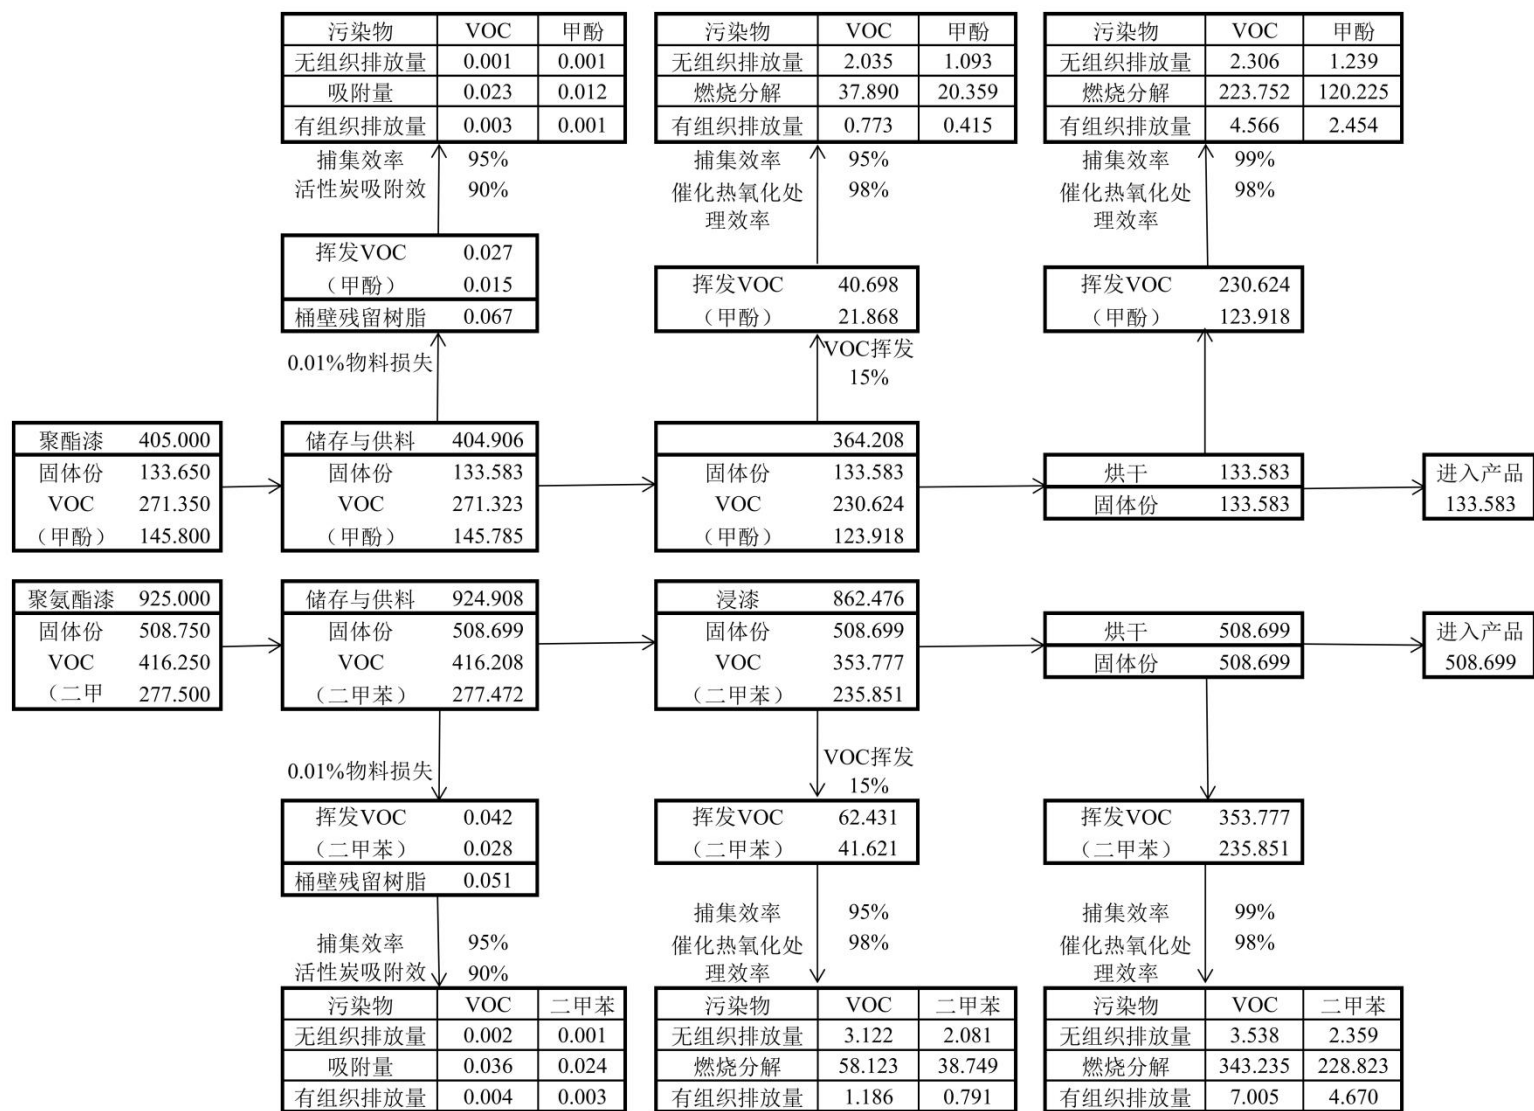 污染物 VOC 甲酚
无组织排放量 0.001 0.001
吸附量 0.023 0.012
有组织排放量 0.003 0.001
捕集效率 95%
活性炭吸附效 90%
污染物 VOC 甲酚
无组织排放量 2.035 1.093
燃烧分解 37.890 20.359
有组织排放量 0.773 0.415
捕集效率 95%
催化热氧化处 98%
理效率
污染物 VOC 甲酚
无组织排放量 2.306 1.239
燃烧分解 223.752 120.225
有组织排放量 4.566 2.454
捕集效率 99%
催化热氧化处 98%
理效率
挥发VOC 0.027
（甲酚） 0.015
桶壁残留树脂 0.067
0.01%物料损失
挥发VOC 40.698
（甲酚） 21.868
VOC挥发
15%
挥发VOC 230.624
（甲酚） 123.918
聚酯漆 405.000
固体份 133.650
VOC 271.350
（甲酚） 145.800
储存与供料 404.906
固体份 133.583
VOC 271.323
（甲酚） 145.785
364.208
固体份 133.583
VOC 230.624
（甲酚） 123.918
烘干 133.583
固体份 133.583
进入产品
133.583
聚氨酯漆 925.000
固体份 508.750
VOC 416.250
（二甲 277.500
储存与供料 924.908
固体份 508.699
VOC 416.208
（二甲苯） 277.472
浸漆 862.476
固体份 508.699
VOC 353.777
（二甲苯） 235.851
烘干 508.699
固体份 508.699
进入产品
508.699
0.01%物料损失
挥发VOC 0.042
（二甲苯） 0.028
桶壁残留树脂 0.051
VOC挥发
15%
挥发VOC 62.431
（二甲苯） 41.621
挥发VOC 353.777
（二甲苯） 235.851
捕集效率 95%
活性炭吸附效 90%
污染物 VOC 二甲苯
无组织排放量 0.002 0.001
吸附量 0.036 0.024
有组织排放量 0.004 0.003
捕集效率 95%
催化热氧化处 98%
理效率
污染物 VOC 二甲苯
无组织排放量 3.122 2.081
燃烧分解 58.123 38.749
有组织排放量 1.186 0.791
捕集效率 99%
催化热氧化处 98%
理效率
污染物 VOC 二甲苯
无组织排放量 3.538 2.359
燃烧分解 343.235 228.823
有组织排放量 7.005 4.670